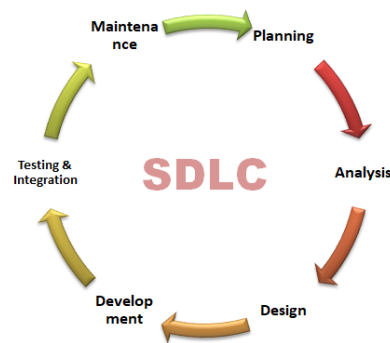 Maintena
nce
Planning
Testing &
Integration
SDLC
Analysis
Develop
ment
Design